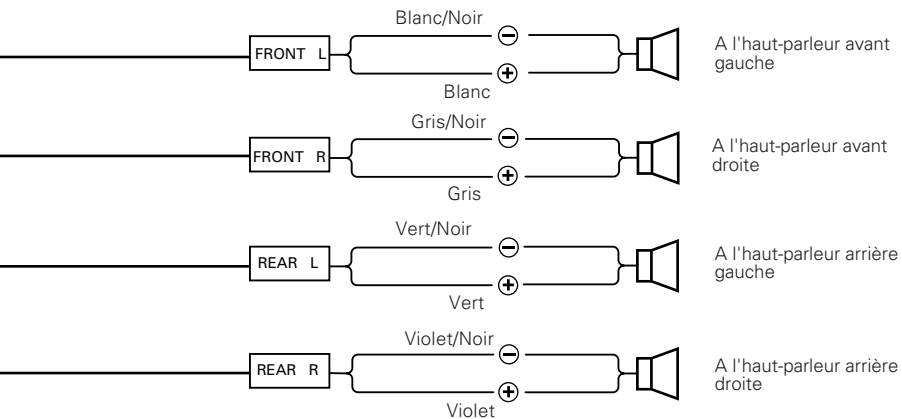 Blanc/Noir
FRONT L
A l'haut-parleur avant
gauche
Blanc
Gris/Noir
FRONT R
A l'haut-parleur avant
droite
Gris
Vert/Noir
REAR L
A l'haut-parleur arrière
gauche
Vert
Violet/Noir
REAR R
A l'haut-parleur arrière
droite
Violet